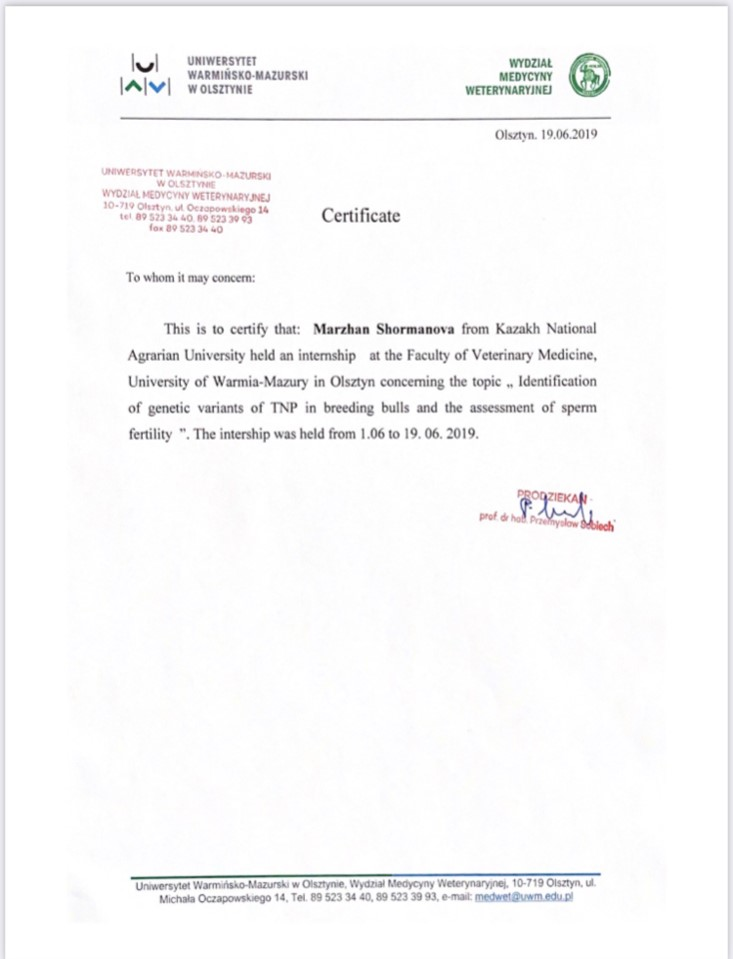 UNIWERSYTET
WARMIŃSKO-MAZURSKI
W OLSZTYNIE
WYDZIAŁ
MEDYCYNY
WETERYNARYJNEJ
Olsztyn. 19.06.2019
UNIWERSYTET WARMIŃSKO-MAZURSKI
W OLSZTYNIE
WYDZIAŁ MEDYCYNY WETERYNARYJNEJ
10-719 Olsztyn, ul. Oczapowskiego 14
tel. 89 523 34 40, 89 523 39 93
fax 89 523 34 40
Certificate
To whom it may concern:
This is to certify that: Marzhan Shormanova from Kazakh National
Agrarian University held an internship at the Faculty of Veterinary Medicine,
University of Warmia-Mazury in Olsztyn concerning the topic „ Identification
of genetic variants of TNP in breeding bulls and the assessment of sperm
fertility ”. The intership was held from 1.06 to 19. 06. 2019.
PRODZIEKAN
prof. dr hab. Przemysław Sobiech
Uniwersytet Warmińsko-Mazurski w Olsztynie, Wydział Medycyny Weterynaryjnej, 10-719 Olsztyn, ul.
Michała Oczapowskiego 14, Tel. 89 523 34 40, 89 523 39 93, e-mail: medwet@uwm.edu.pl